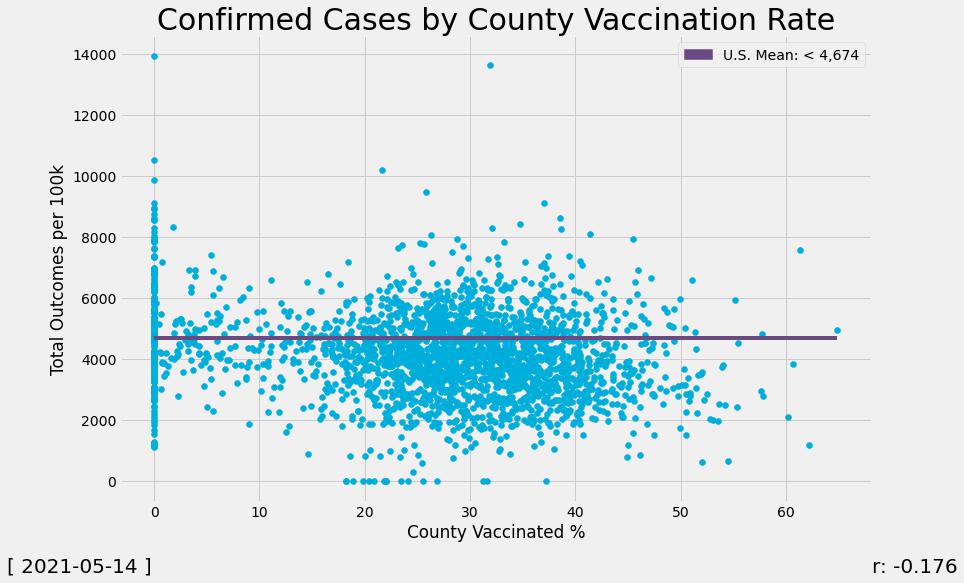 Confirmed Cases by County Vaccination Rate
U.S. Mean: < 4,674
Total Outcomes per 100k
14000
12000
10000
8000
6000
4000
2000
0
0 10 20 30 40 50 60
County Vaccinated %
[ 2021-05-14 ]
r: -0.176